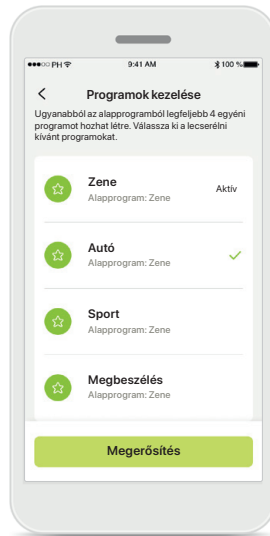 PH 9:41 AM 100 %
Programok kezelése
Ugyanabból az alapprogramból legfeljebb 4 egyéni
programot hozhat létre. Válassza ki a lecserélni
kívánt programokat.
Zene
Aktív
Alapprogram: Zene
Autó
Alapprogram: Zene
Sport
Alapprogram: Zene
Megbeszélés
Alapprogram: Zene
Megerősítés